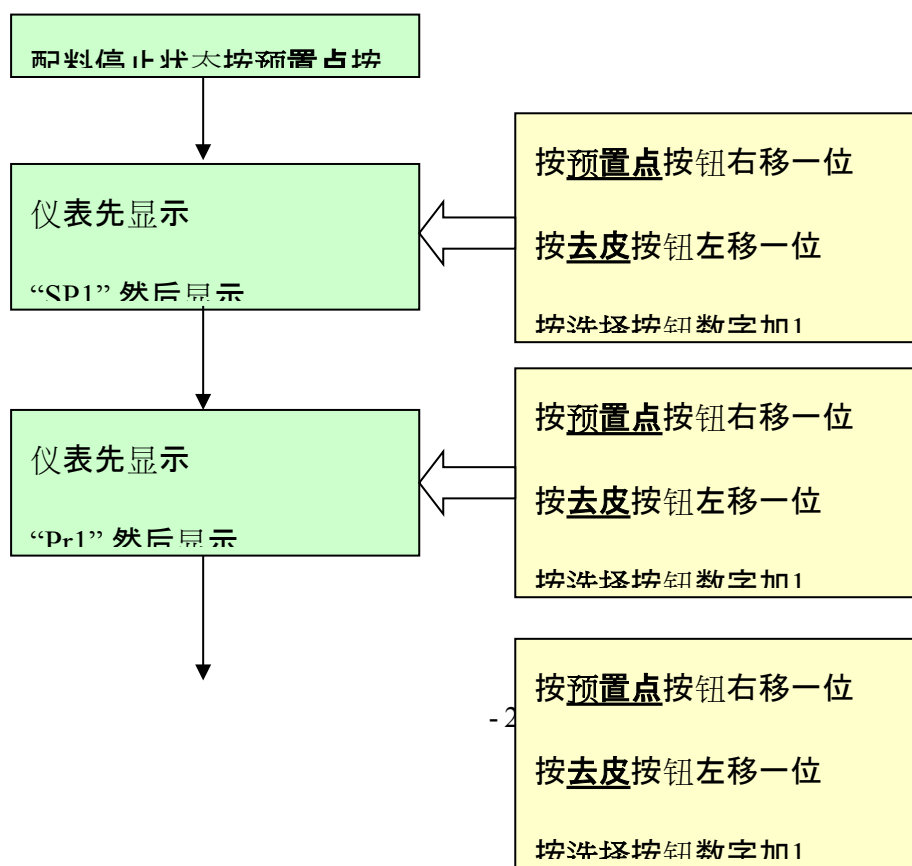 配料停止状态按预置点按
仪表先显示
“SP1” 然后显示
按预置点按钮右移一位
按去皮按钮左移一位
按选择按钮数字加1
仪表先显示
“Pr1” 然后显示
按预置点按钮右移一位
按去皮按钮左移一位
按选择按钮数字加1
- 2
按预置点按钮右移一位
按去皮按钮左移一位
按选择按钮数字加1